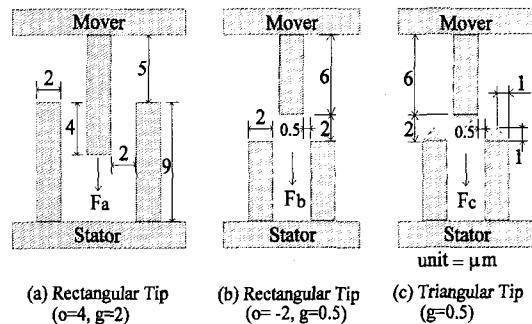 Mover
Mover
Mover
5
2
4
2
9
Fa
Stator
6
2
0.5
2
Fb
Stator
6
1
2
0.5
1
Fc
Stator
unit = μm
(a) Rectangular Tip
(o=4, g=2)
(b) Rectangular Tip
(o= -2, g=0.5)
(c) Triangular Tip
(g=0.5)